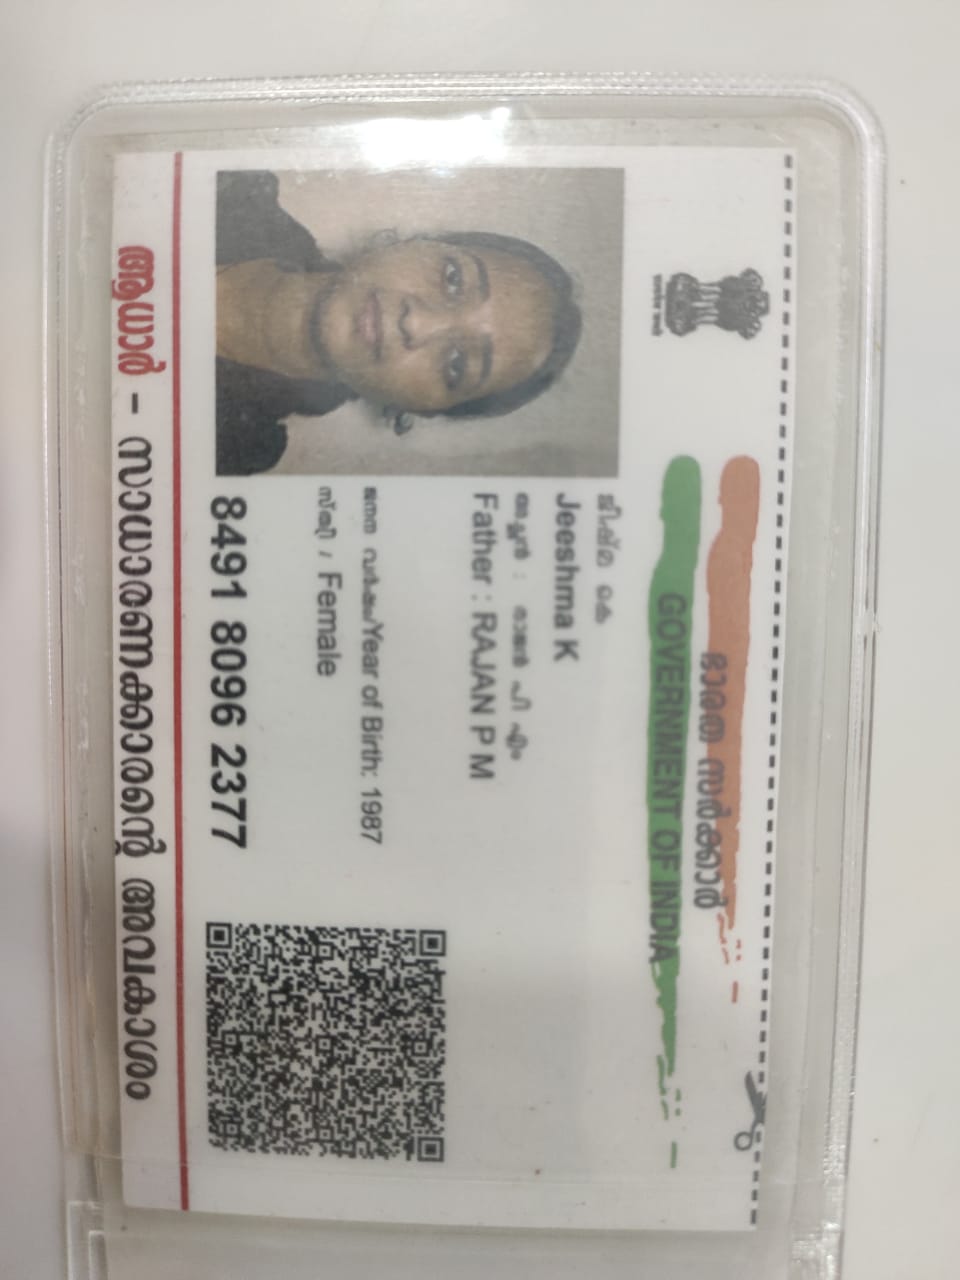 ഭാരത സർക്കാർ
GOVERNMENT OF INDIA
ജീഷ്മ കെ
Jeeshma K
അച്ഛൻ : രാജൻ പി എം
Father : RAJAN P M
ജനന വർഷം/Year of Birth: 1987
സ്ത്രീ / Female
8491 8096 2377
ആധാർ - സാധാരണക്കാരന്റെ അവകാശം